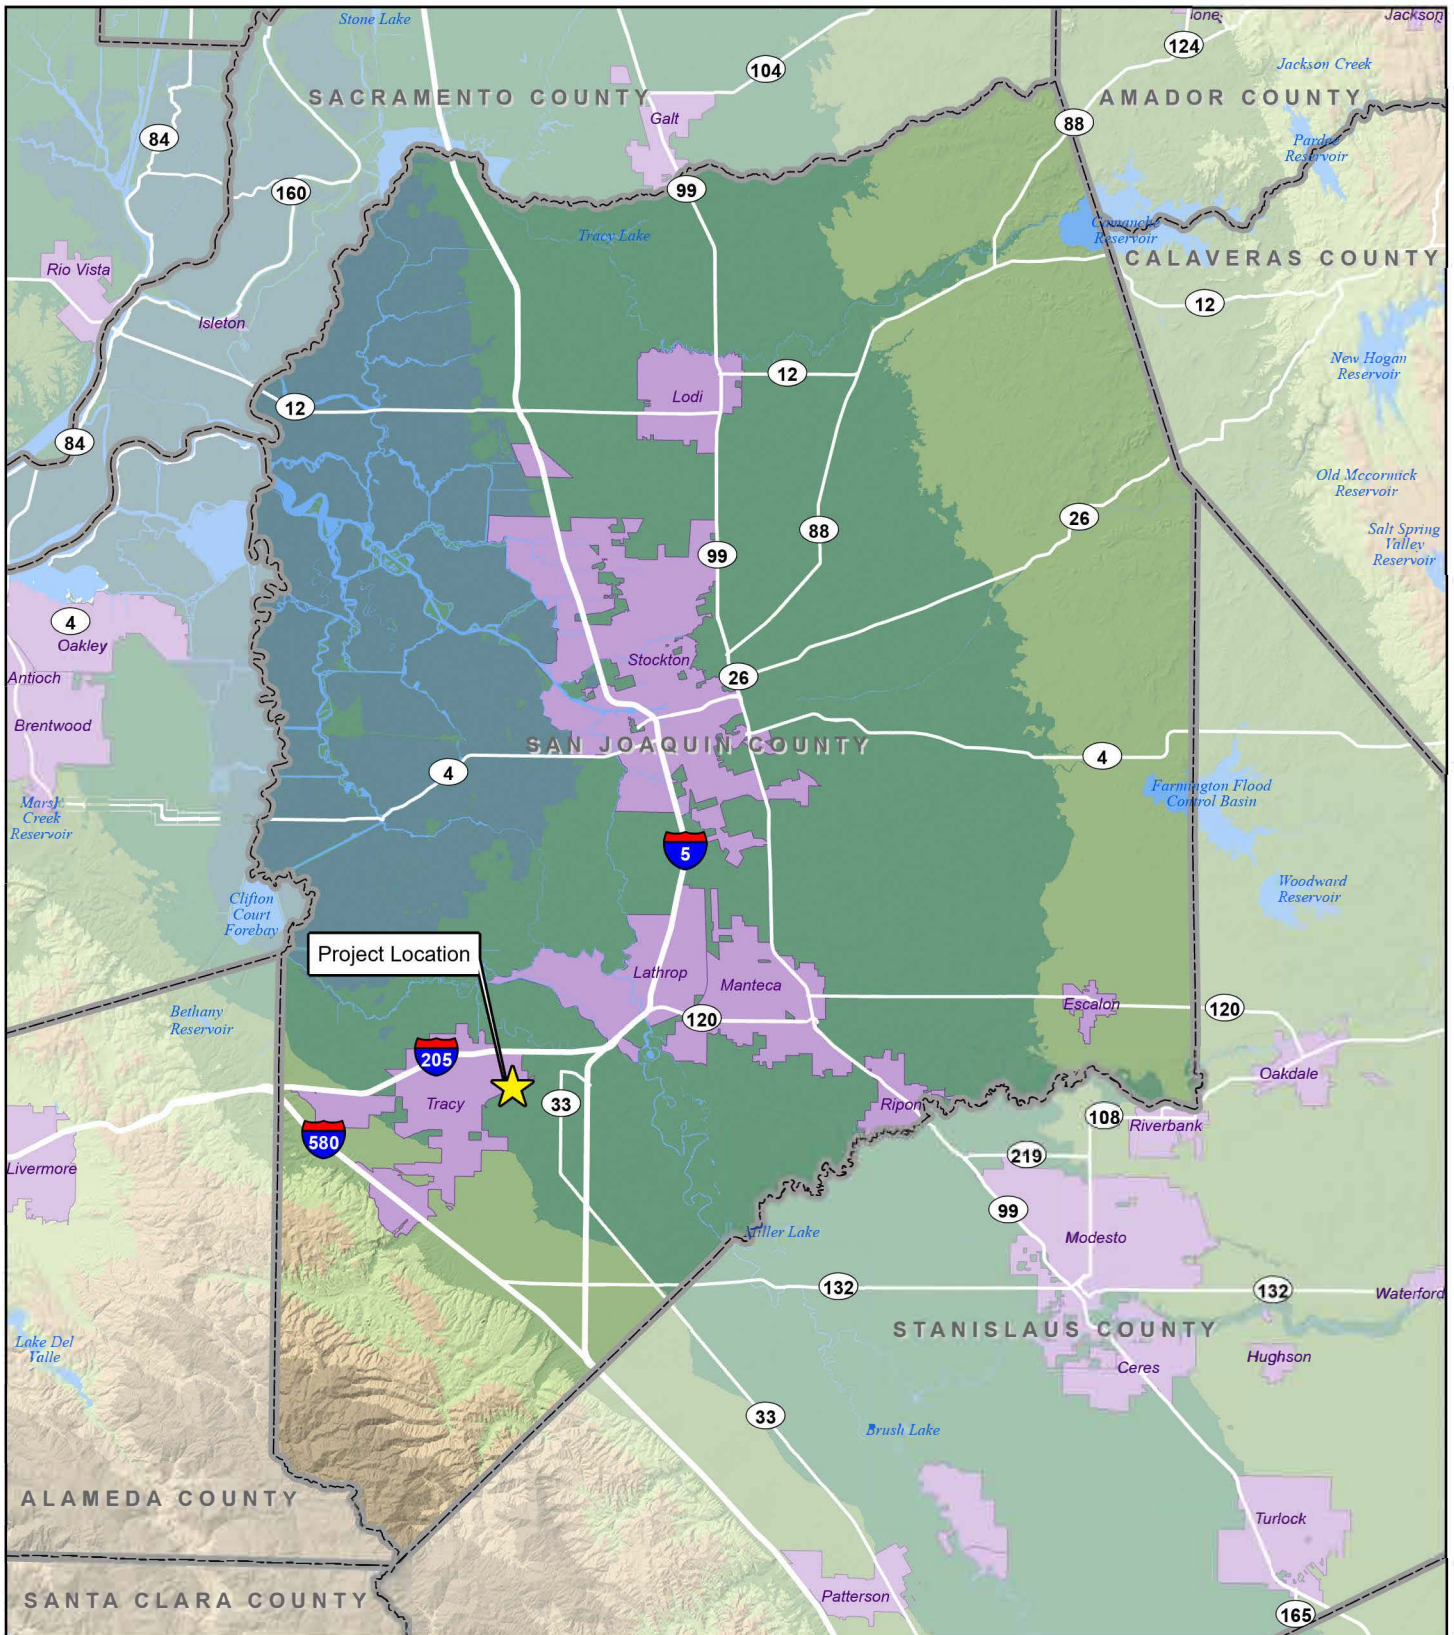 Stone Lake
Ione
Jackson
124
104
Jackson Creek
SACRAMENTO COUNTY
AMADOR COUNTY
Galt
88
84
Pardee
Reservoir
160
99
Camanche
Reservoir
Tracy Lake
CALAVERAS COUNTY
Rio Vista
12
Isleton
New Hogan
Reservoir
12
Lodi
12
84
Old Mccormick
Reservoir
26
88
Salt Spring
Valley
Reservoir
99
4
Oakley
Stockton
Antioch
26
Brentwood
SAN JOAQUIN COUNTY
4
4
Farmington Flood
Control Basin
Marsh
Creek
Reservoir
5
Woodward
Reservoir
Clifton
Court
Forebay
Project Location
Lathrop
Manteca
Escalon
120
Bethany
Reservoir
120
205
Oakdale
Tracy
33
Ripon
108
Riverbank
580
219
Livermore
99
Miller Lake
Modesto
132
132
Waterford
STANISLAUS COUNTY
Lake Del
Valle
Hughson
Ceres
33
Brush Lake
ALAMEDA COUNTY
Turlock
SANTA CLARA COUNTY
Patterson
165